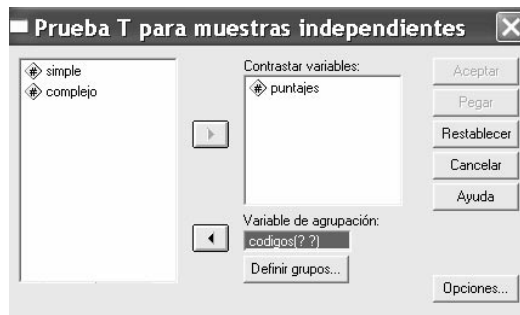 Prueba T para muestras independientes
simple
complejo
Contrastar variables:
puntajes
Variable de agrupación:
codigos(? ?)
Definir grupos...
Aceptar
Pegar
Restablecer
Cancelar
Ayuda
Opciones...